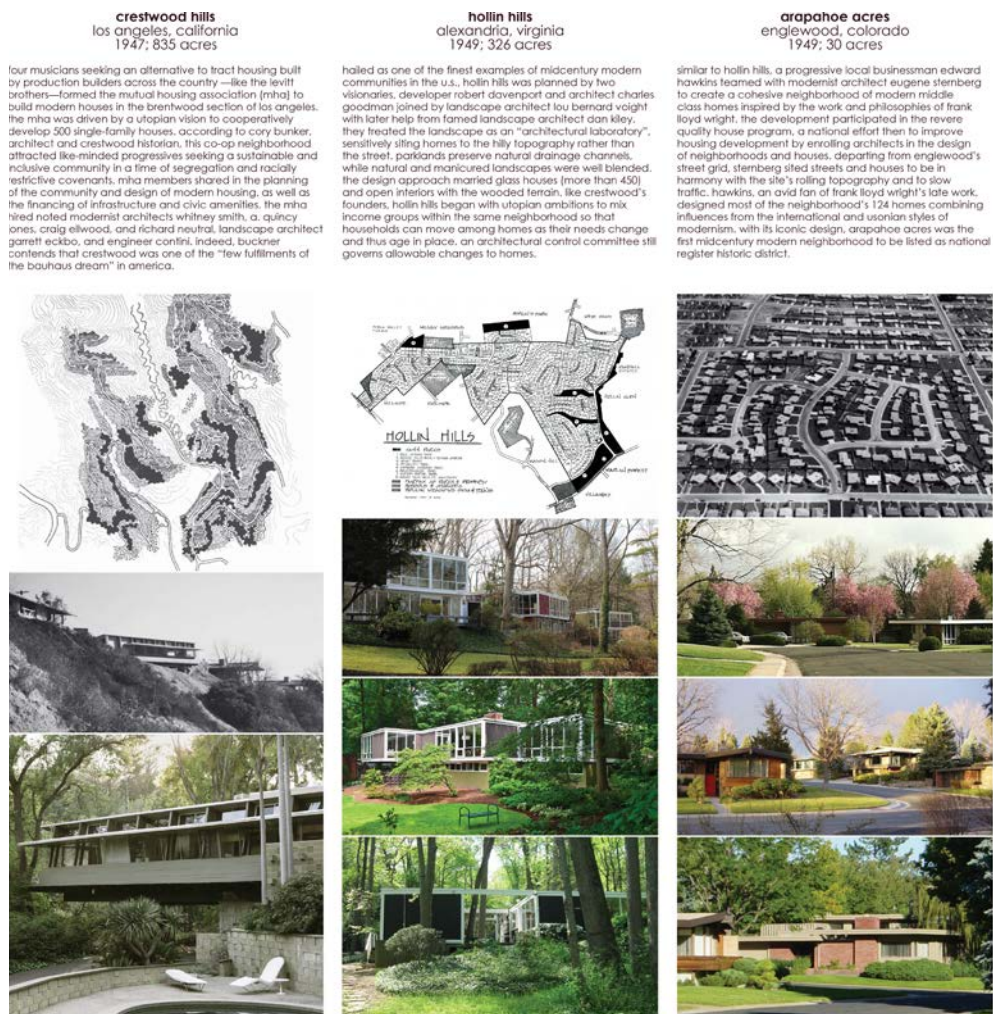 crestwood hills
los angeles, california
1947; 835 acres
four musicians seeking an alternative to tract housing built
by production builders across the country —like the levitt
brothers—formed the mutual housing association (mha) to
build modern houses in the brentwood section of los angeles.
the mha was driven by a utopian vision to cooperatively
develop 500 single-family houses. according to cory bunker,
architect and crestwood historian, this co-op neighborhood
attracted like-minded progressives seeking a sustainable and
inclusive community in a time of segregation and racially
restrictive covenants. mha members shared in the planning
of the community and design of modern housing, as well as
the financing of infrastructure and civic amenities. the mha
hired noted modernist architects whitney smith, a. quincy
jones, craig ellwood, and richard neutral, landscape architect
garrett eckbo, and engineer contini. indeed, buckner
contends that crestwood was one of the "few fulfillments of
the bauhaus dream" in america.
hollin hills
alexandria, virginia
1949; 326 acres
hailed as one of the finest examples of midcentury modern
communities in the u.s., hollin hills was planned by two
visionaries, developer robert davenport and architect charles
goodman joined by landscape architect lou bernard voight
with later help from famed landscape architect dan kiley.
they treated the landscape as an "architectural laboratory",
sensitively siting homes to the hilly topography rather than
the street. parklands preserve natural drainage channels,
while natural and manicured landscapes were well blended.
the design approach married glass houses (more than 450)
and open interiors with the wooded terrain. like crestwood's
founders, hollin hills began with utopian ambitions to mix
income groups within the same neighborhood so that
households can move among homes as their needs change
and thus age in place. an architectural control committee still
governs allowable changes to homes.
arapahoe acres
englewood, colorado
1949; 30 acres
similar to hollin hills, a progressive local businessman edward
hawkins teamed with modernist architect eugene sternberg
to create a cohesive neighborhood of modern middle
class homes inspired by the work and philosophies of frank
lloyd wright. the development participated in the revere
quality house program, a national effort then to improve
housing development by enrolling architects in the design
of neighborhoods and houses. departing from englewood's
street grid, sternberg sited streets and houses to be in
harmony with the site's rolling topography and to slow
traffic. hawkins, an avid fan of frank lloyd wright's late work,
designed most of the neighborhood's 124 homes combining
influences from the international and usonian styles of
modernism. with its iconic design, arapahoe acres was the
first midcentury modern neighborhood to be listed as national
register historic district.
HOLLIN HILLS